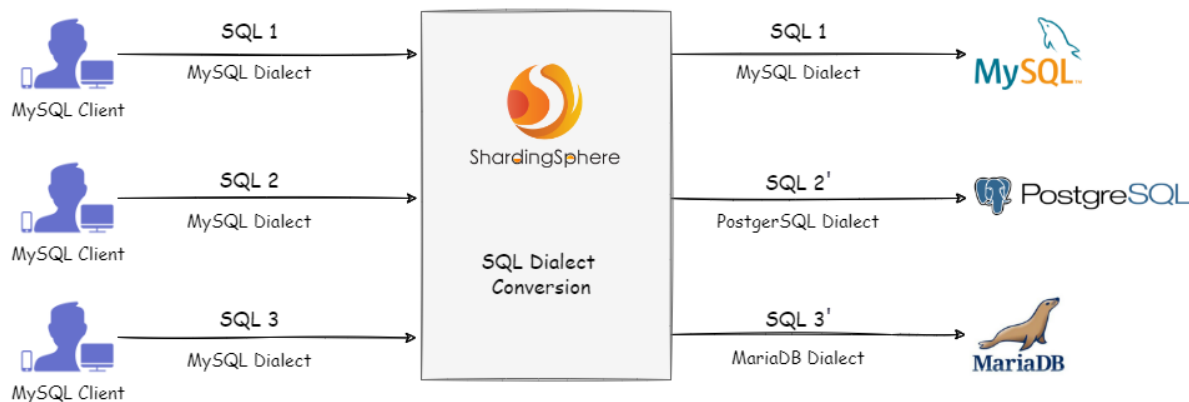 SQL 1
MySQL Dialect
MySQL Client
SQL 2
MySQL Dialect
MySQL Client
SQL 3
MySQL Dialect
MySQL Client
ShardingSphere
SQL Dialect
Conversion
SQL 1
MySQL Dialect
MySQL™
SQL 2'
PostgerSQL Dialect
PostgreSQL
SQL 3'
MariaDB Dialect
MariaDB